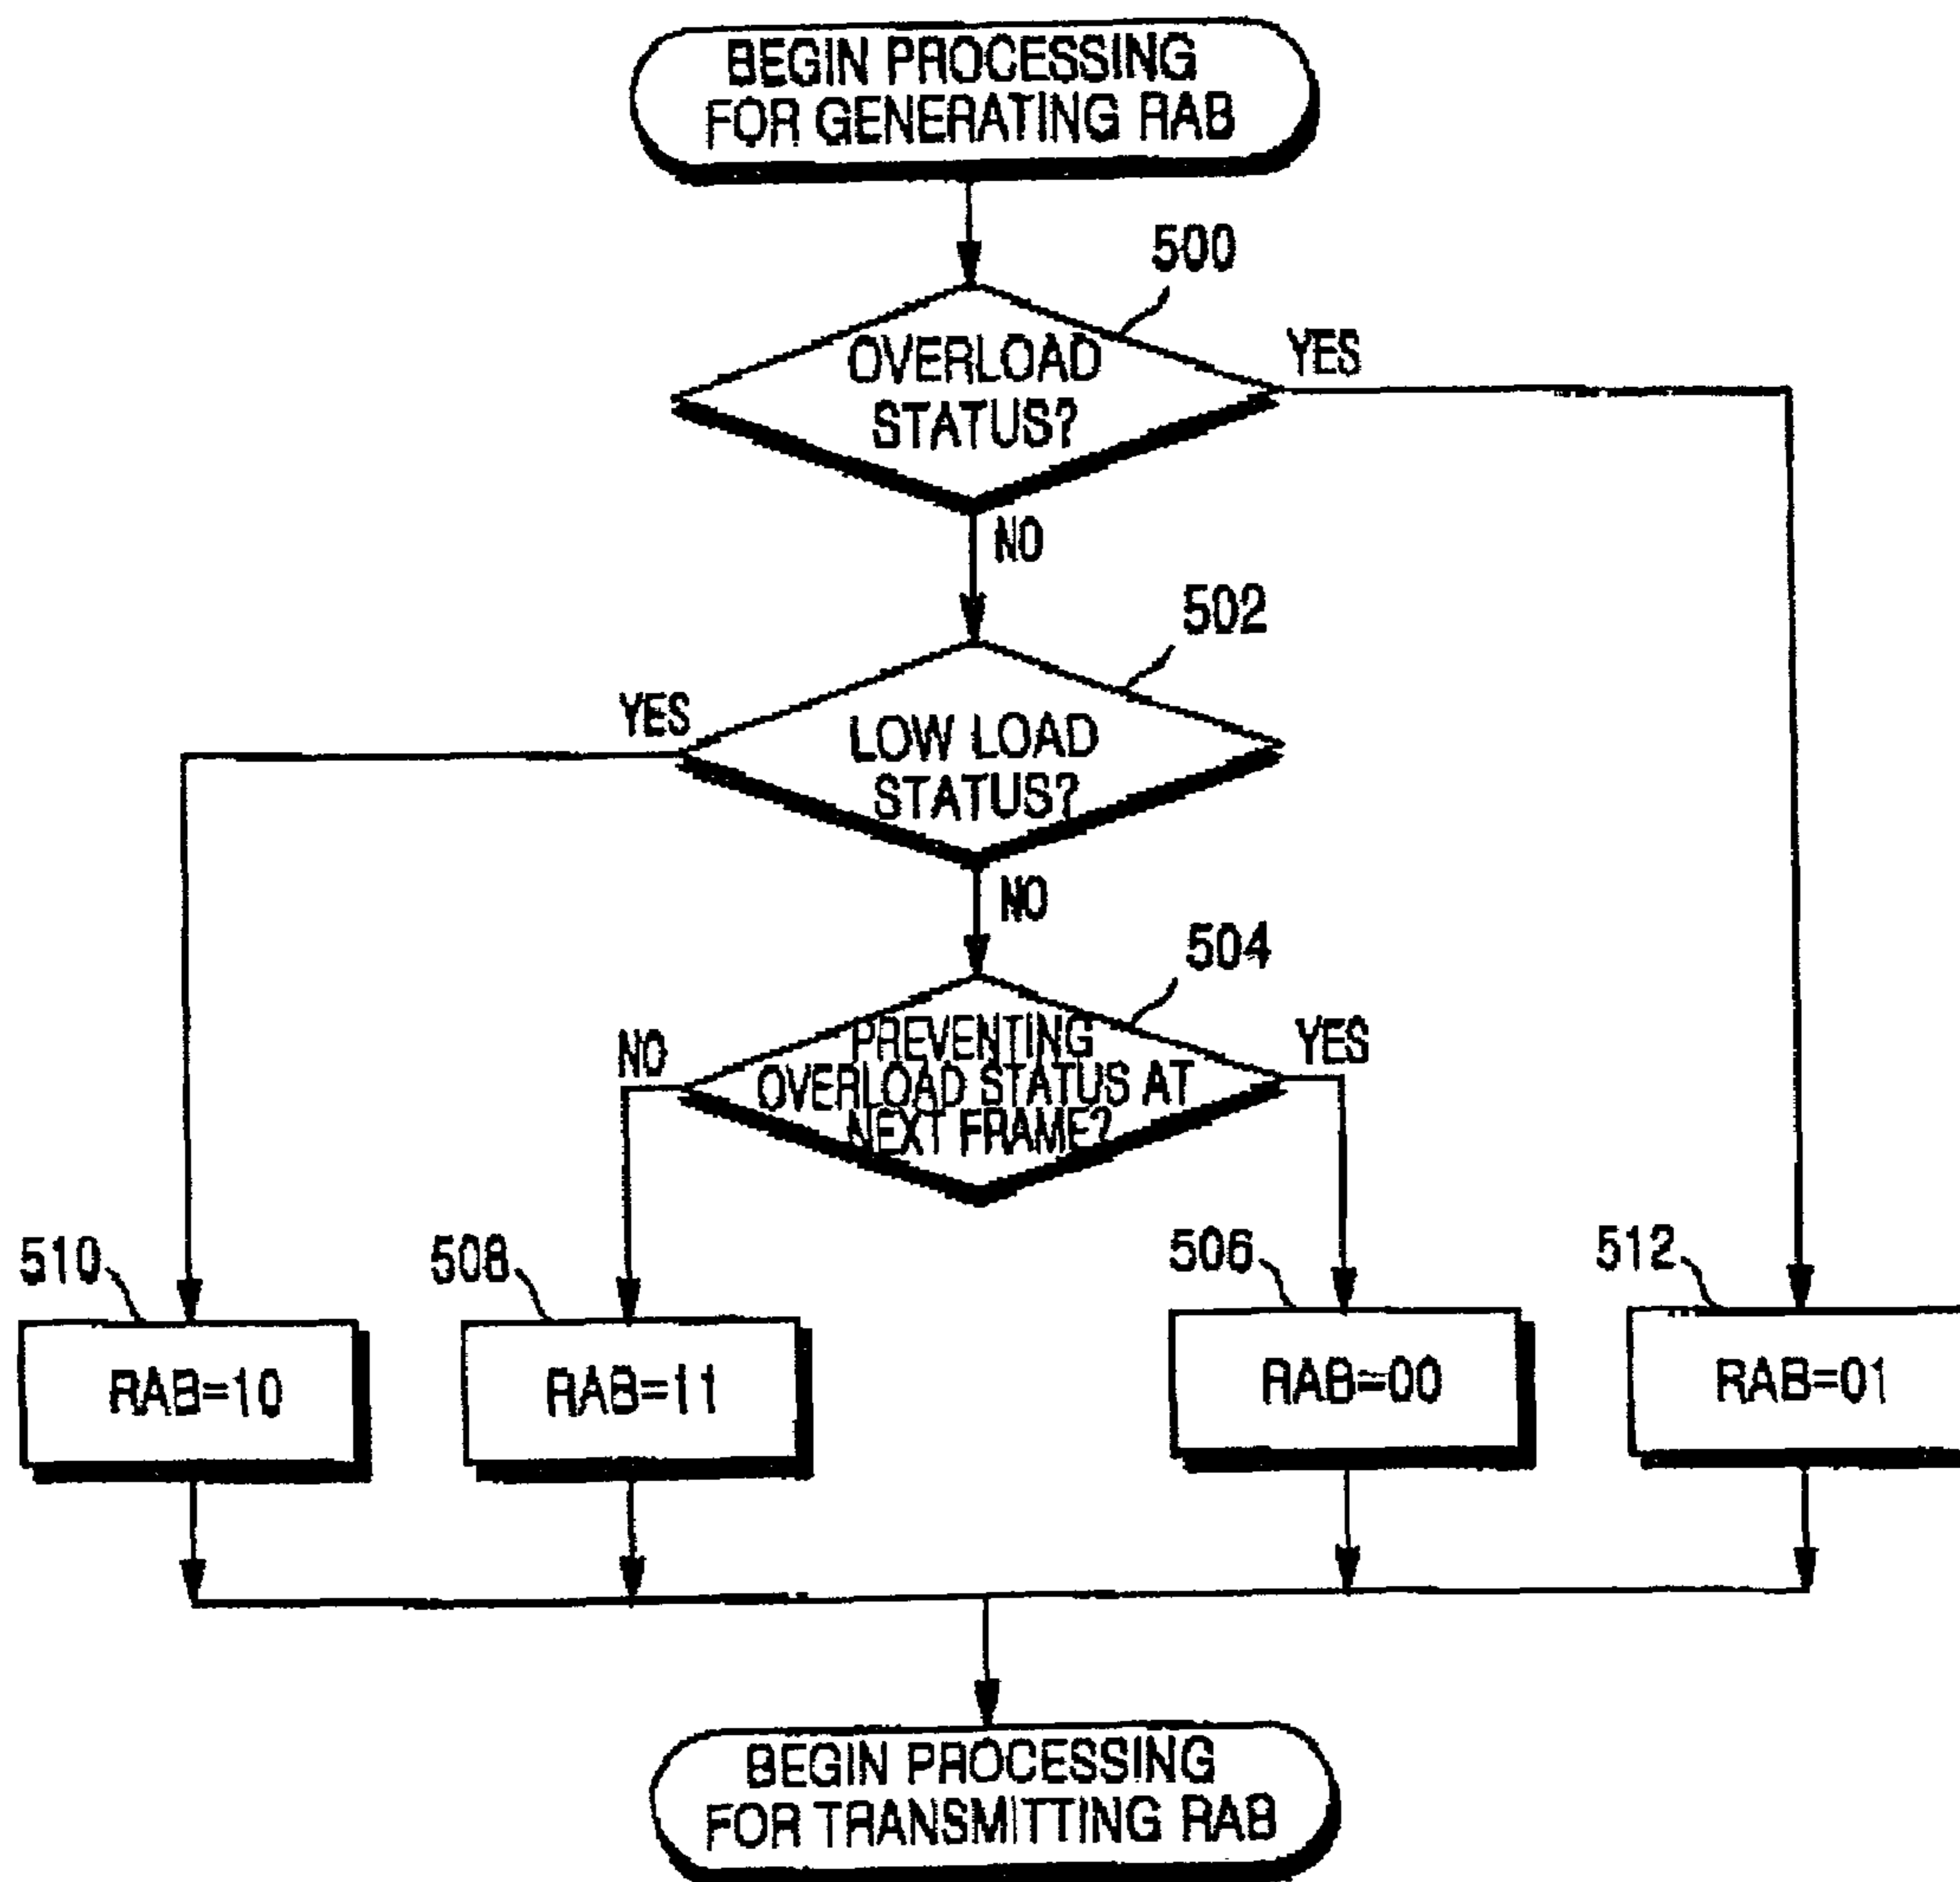 BEGIN PROCESSING
FOR GENERATING RAB
500
OVERLOAD
STATUS?
YES
NO
502
YES
LOW LOAD
STATUS?
NO
504
NO
PREVENTING
OVERLOAD STATUS AT
NEXT FRAME?
YES
510
508
506
512
RAB=10
RAB=11
RAB=00
RAB=01
BEGIN PROCESSING
FOR TRANSMITTING RAB